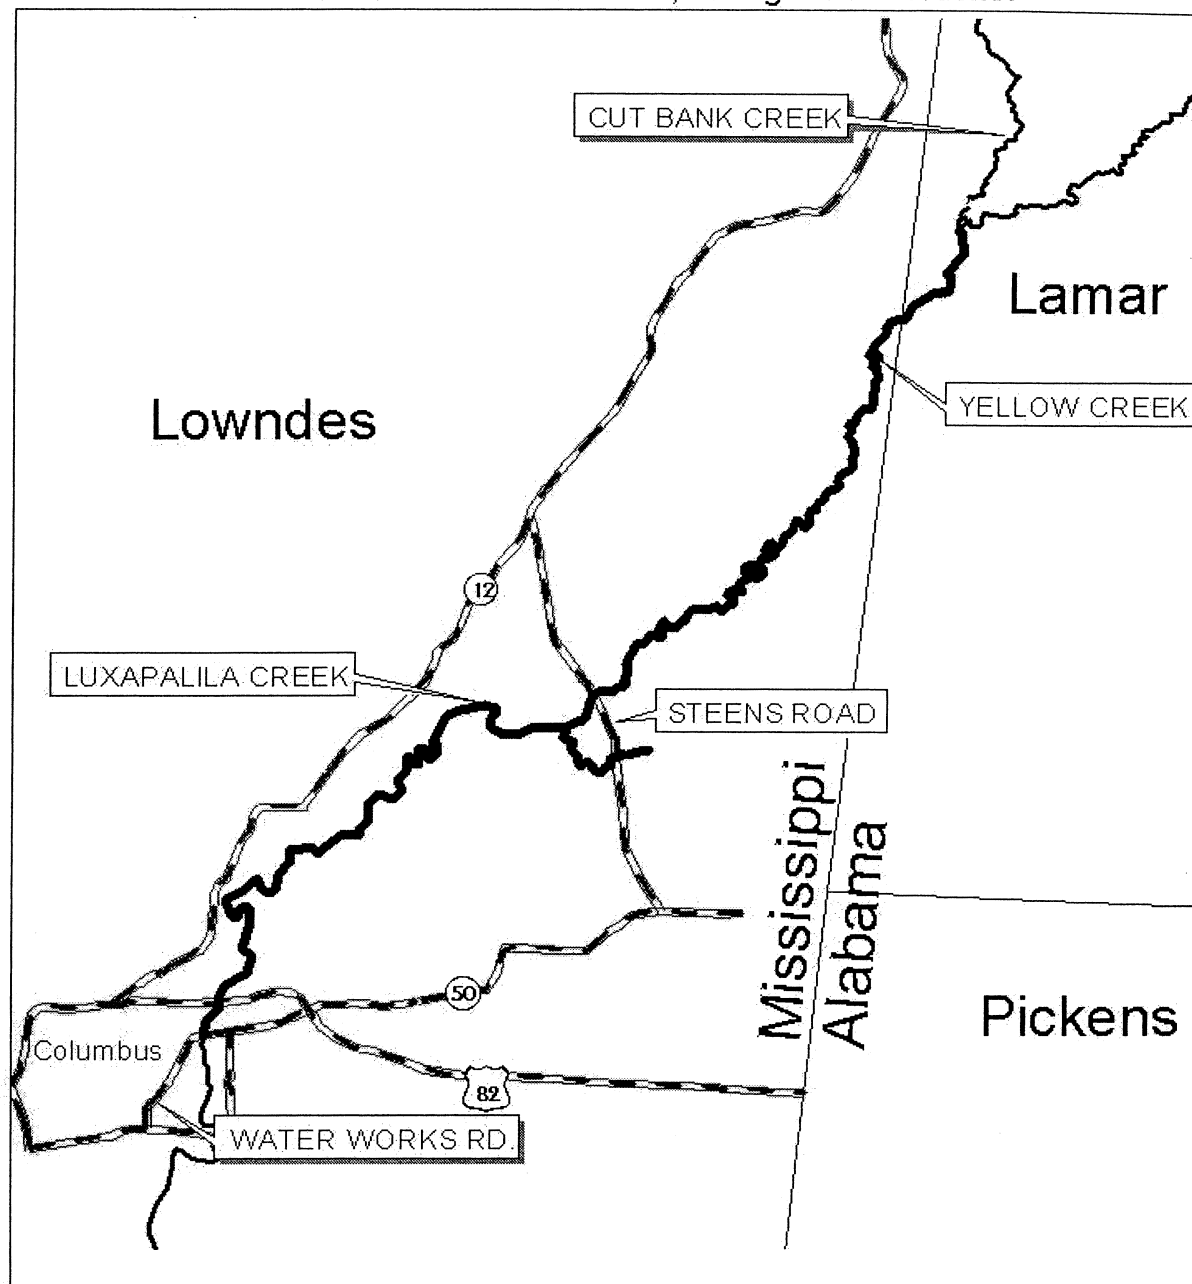 CUT BANK CREEK
Lamar
YELLOW CREEK
Lowndes
12
LUXAPALILA CREEK
STEENS ROAD
Mississippi
Alabama
50
Pickens
Columbus
82
WATER WORKS RD.